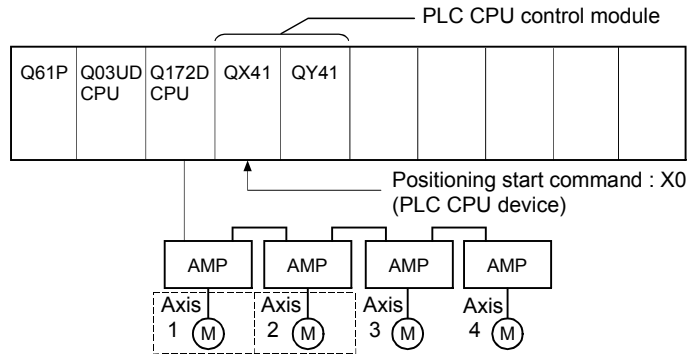 PLC CPU control module
Q61P
Q03UD
CPU
Q172D
CPU
QX41
QY41
Positioning start command : X0
(PLC CPU device)
AMP
AMP
AMP
AMP
Axis
1
M
Axis
2
M
Axis
3
M
Axis
4
M